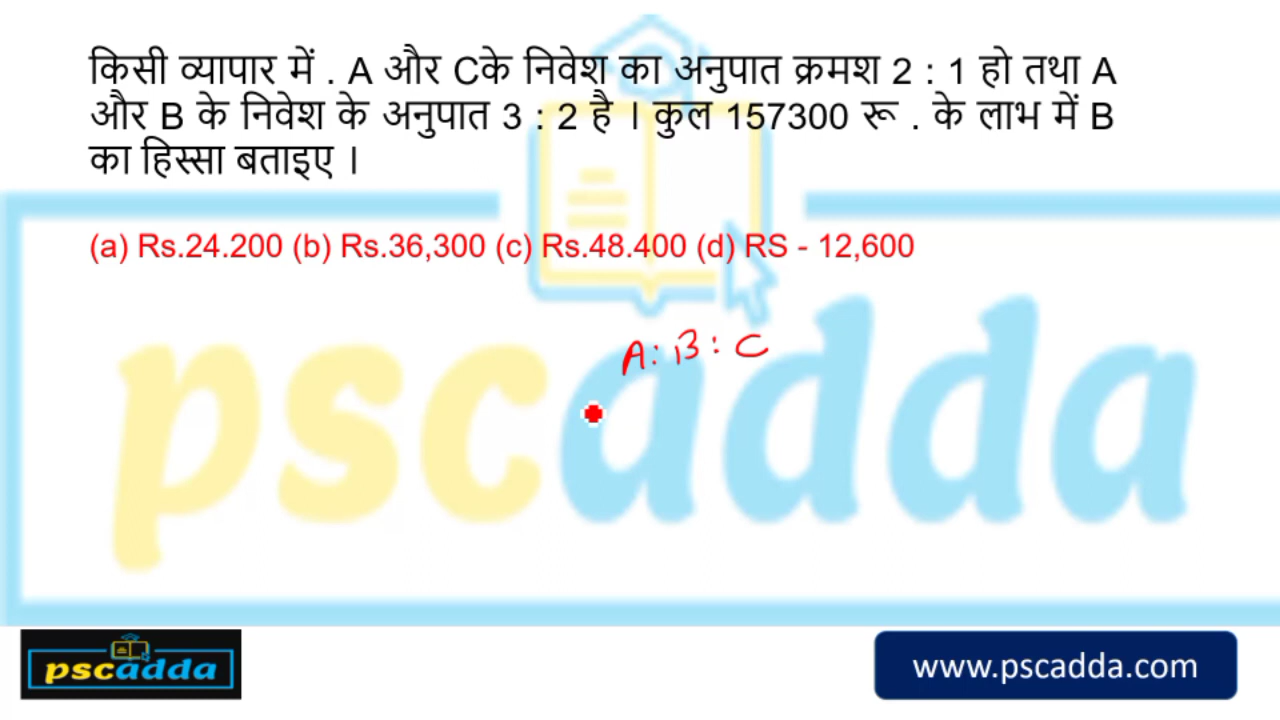 किसी व्यापार में . A और Cके निवेश का अनुपात क्रमश 2 : 1 हो तथा A
और B के निवेश के अनुपात 3 : 2 है । कुल 157300 रू . के लाभ में B
का हिस्सा बताइए ।
(a) Rs.24.200 (b) Rs.36,300 (c) Rs.48.400 (d) RS - 12,600
A : B : C
pscadda
pscadda
www.pscadda.com